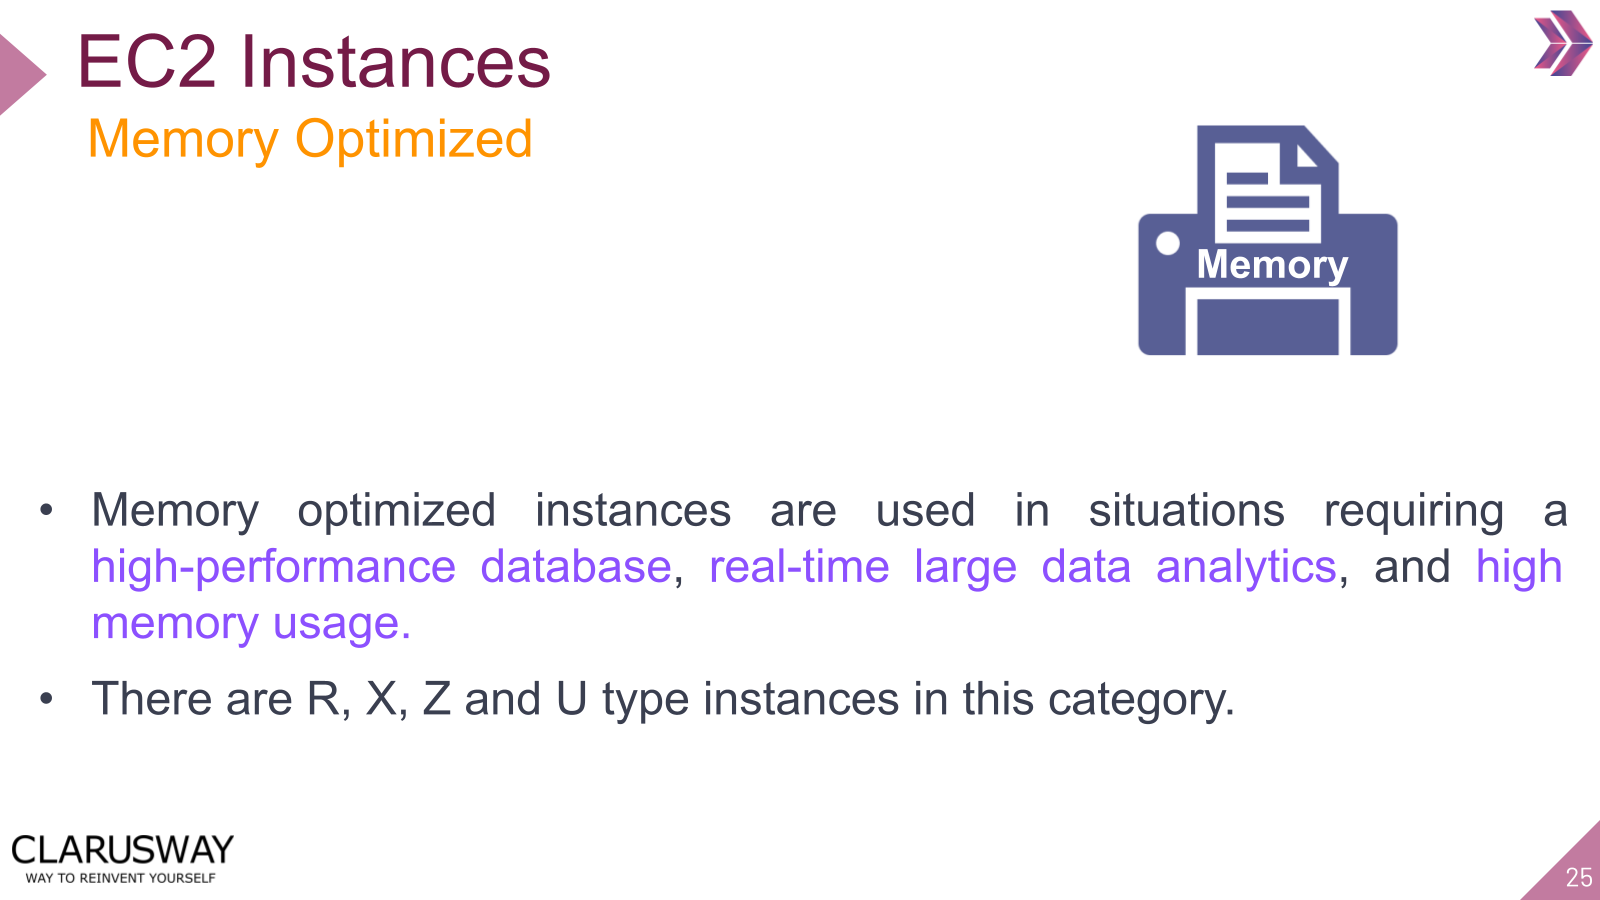 EC2 Instances
Memory Optimized
Memory
• Memory optimized instances are used in situations requiring a
high-performance database, real-time large data analytics, and high
memory usage.
• There are R, X, Z and U type instances in this category.
CLARUSWAY
WAY TO REINVENT YOURSELF
25